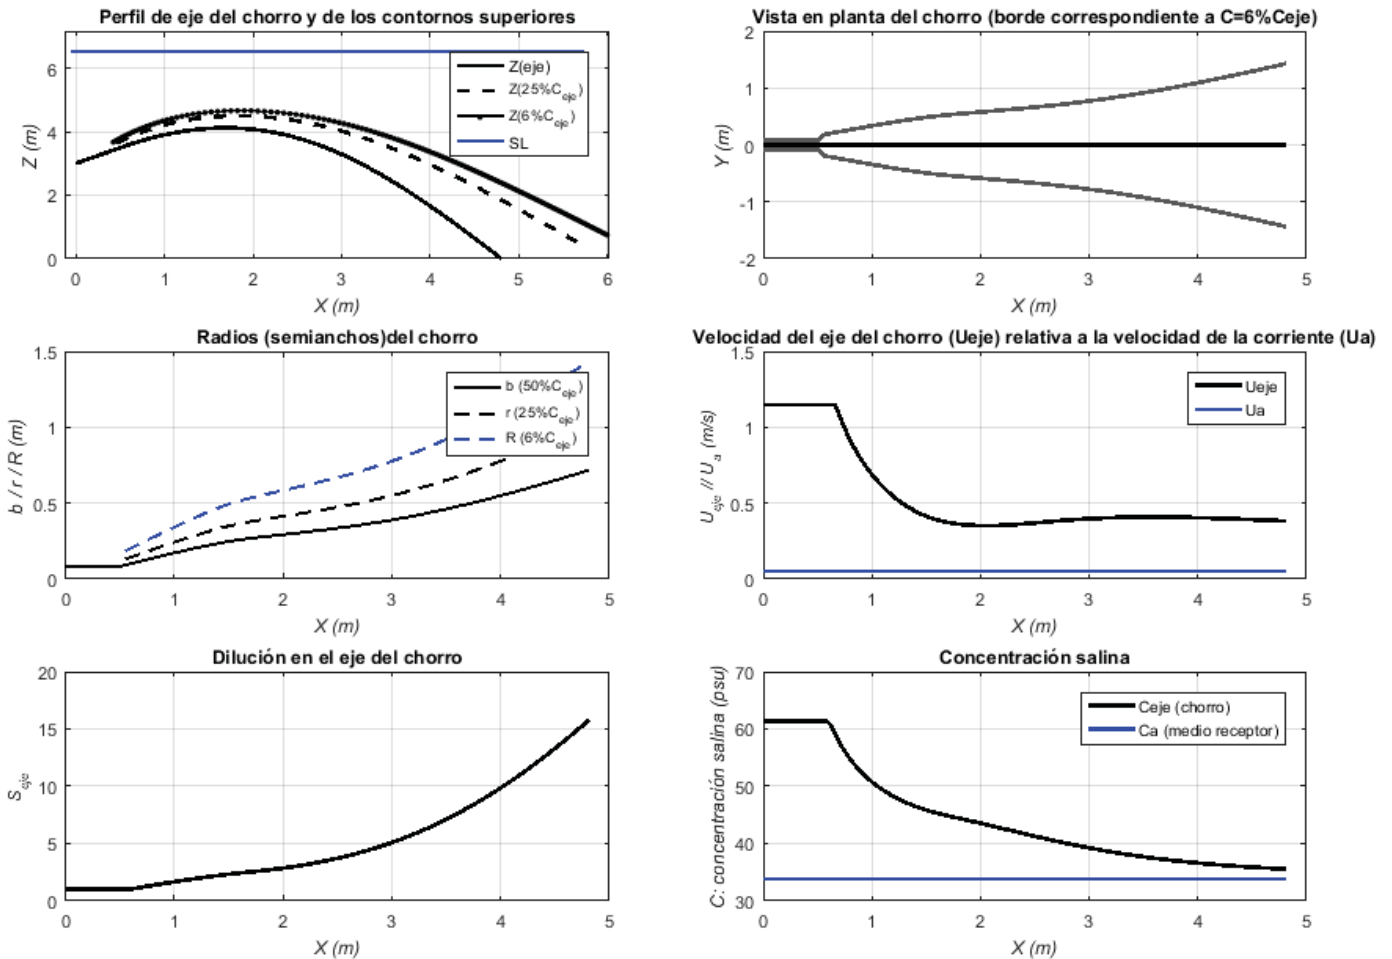 Perfil de eje del chorro y de los contornos superiores
Z (m)
6
4
2
0
0 1 2 3 4 5 6
X (m)
Z(eje)
Z(25%Ceje)
Z(6%Ceje)
SL
Vista en planta del chorro (borde correspondiente a C=6%Ceje)
Y (m)
2
1
0
-1
-2
0 1 2 3 4 5
X (m)
Radios (semianchos)del chorro
b / r / R (m)
1.5
1
0.5
0
0 1 2 3 4 5
X (m)
b (50%Ceje)
r (25%Ceje)
R (6%Ceje)
Velocidad del eje del chorro (Ueje) relativa a la velocidad de la corriente (Ua)
Ueje // Ua (m/s)
1.5
1
0.5
0
0 1 2 3 4 5
X (m)
Ueje
Ua
Dilución en el eje del chorro
Seje
20
15
10
5
0
0 1 2 3 4 5
X (m)
Concentración salina
C: concentración salina (psu)
70
60
50
40
30
0 1 2 3 4 5
X (m)
Ceje (chorro)
Ca (medio receptor)